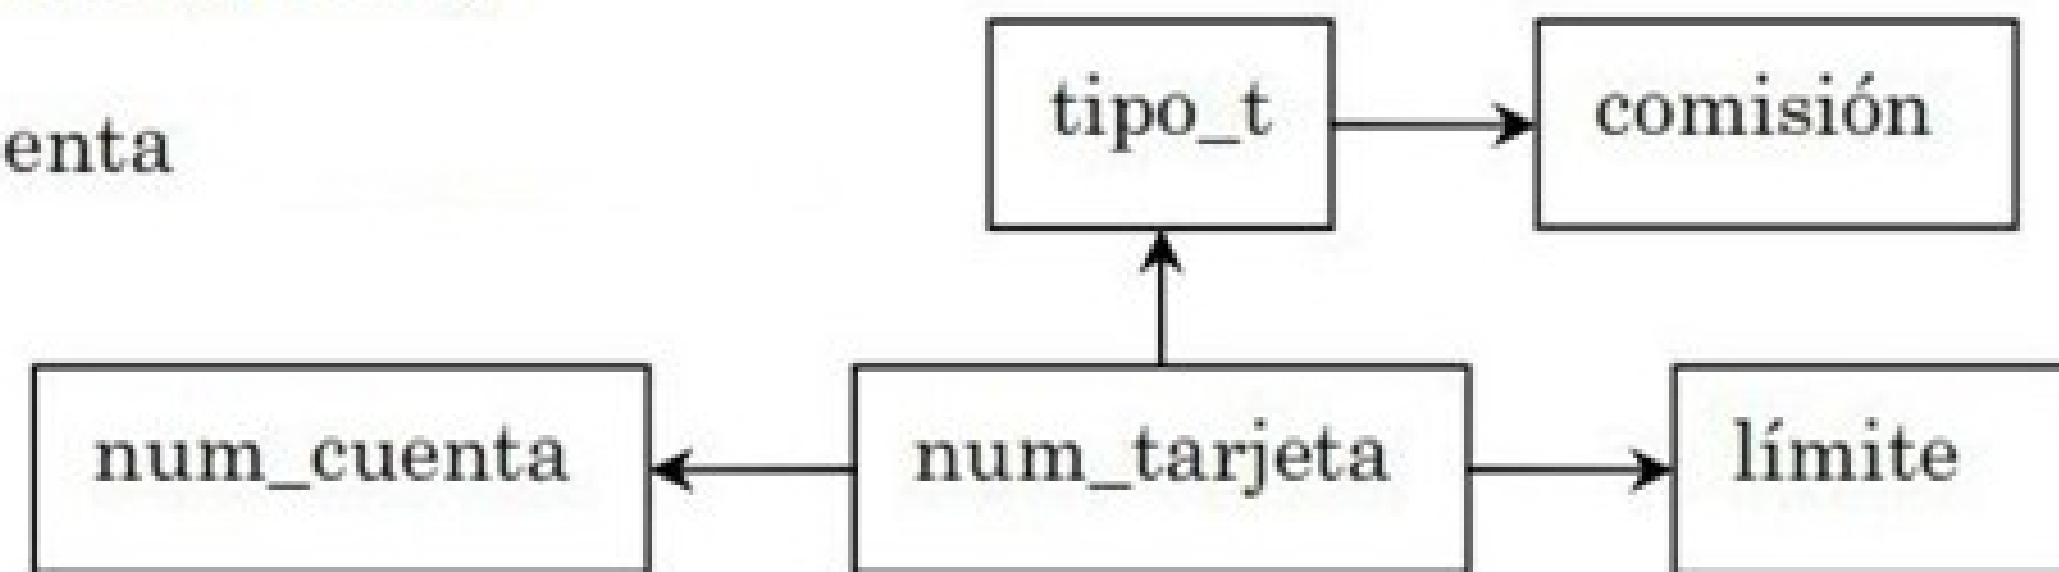 tipo_t
comisión
enta
num_cuenta
num_tarjeta
límite